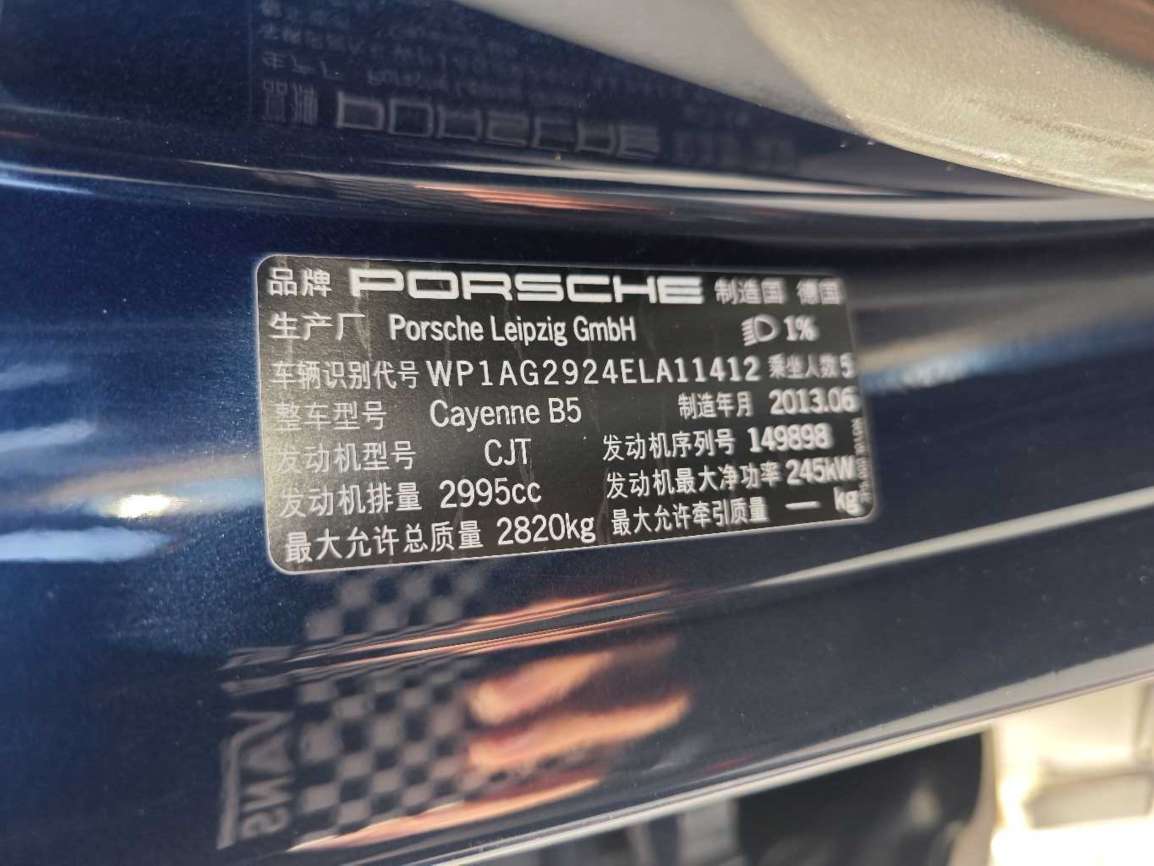 品牌 PORSCHE 制造国 德国
生产厂 Porsche Leipzig GmbH 1%
车辆识别代号 WP1AG2924ELA11412 乘坐人数 5
整车型号 Cayenne B5 制造年月 2013.06
发动机型号 CJT 发动机序列号 149898
发动机排量 2995cc 发动机最大净功率 245kW
最大允许总质量 2820kg 最大允许牵引质量 — kg
VANS